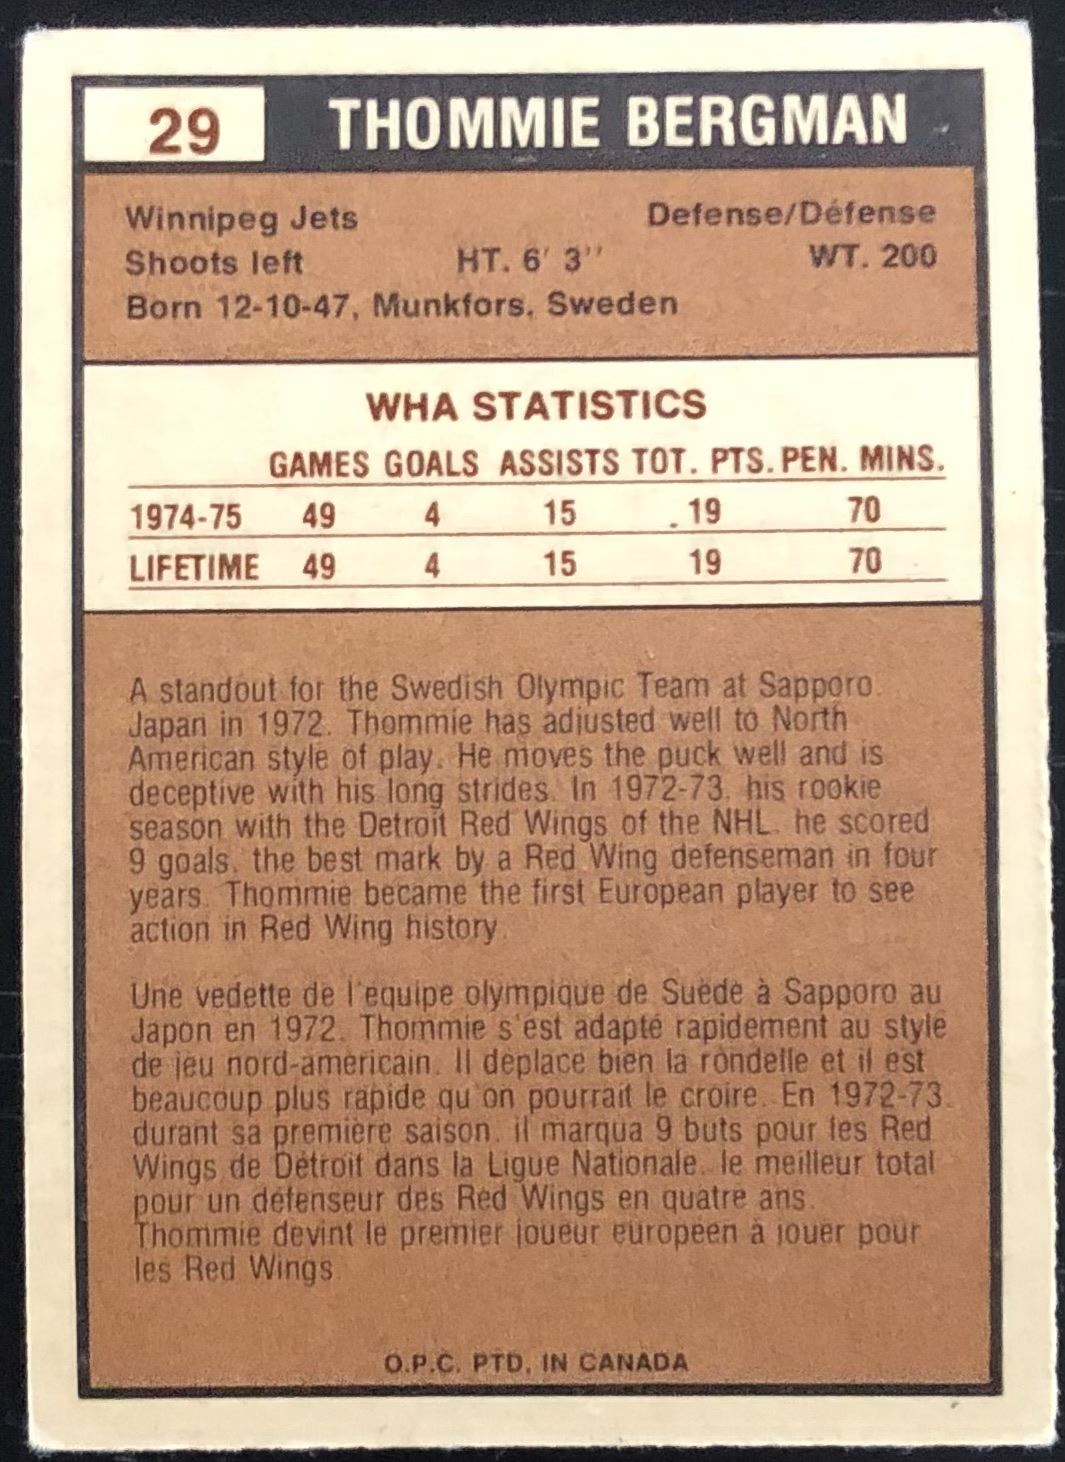 29 THOMMIE BERGMAN
Winnipeg Jets Defense/Défense
Shoots left HT. 6' 3'' WT. 200
Born 12-10-47, Munkfors, Sweden
WHA STATISTICS
GAMES GOALS ASSISTS TOT. PTS. PEN. MINS.
1974-75 49 4 15 19 70
LIFETIME 49 4 15 19 70
A standout for the Swedish Olympic Team at Sapporo,
Japan in 1972, Thommie has adjusted well to North
American style of play. He moves the puck well and is
deceptive with his long strides. In 1972-73, his rookie
season with the Detroit Red Wings of the NHL, he scored
9 goals, the best mark by a Red Wing defenseman in four
years. Thommie became the first European player to see
action in Red Wing history.
Une vedette de l'équipe olympique de Suède à Sapporo au
Japon en 1972, Thommie s'est adapté rapidement au style
de jeu nord-américain. Il déplace bien la rondelle et il est
beaucoup plus rapide qu'on pourrait le croire. En 1972-73,
durant sa première saison, il marqua 9 buts pour les Red
Wings de Détroit dans la Ligue Nationale, le meilleur total
pour un défenseur des Red Wings en quatre ans.
Thommie devint le premier joueur européen à jouer pour
les Red Wings.
O.P.C. PTD. IN CANADA